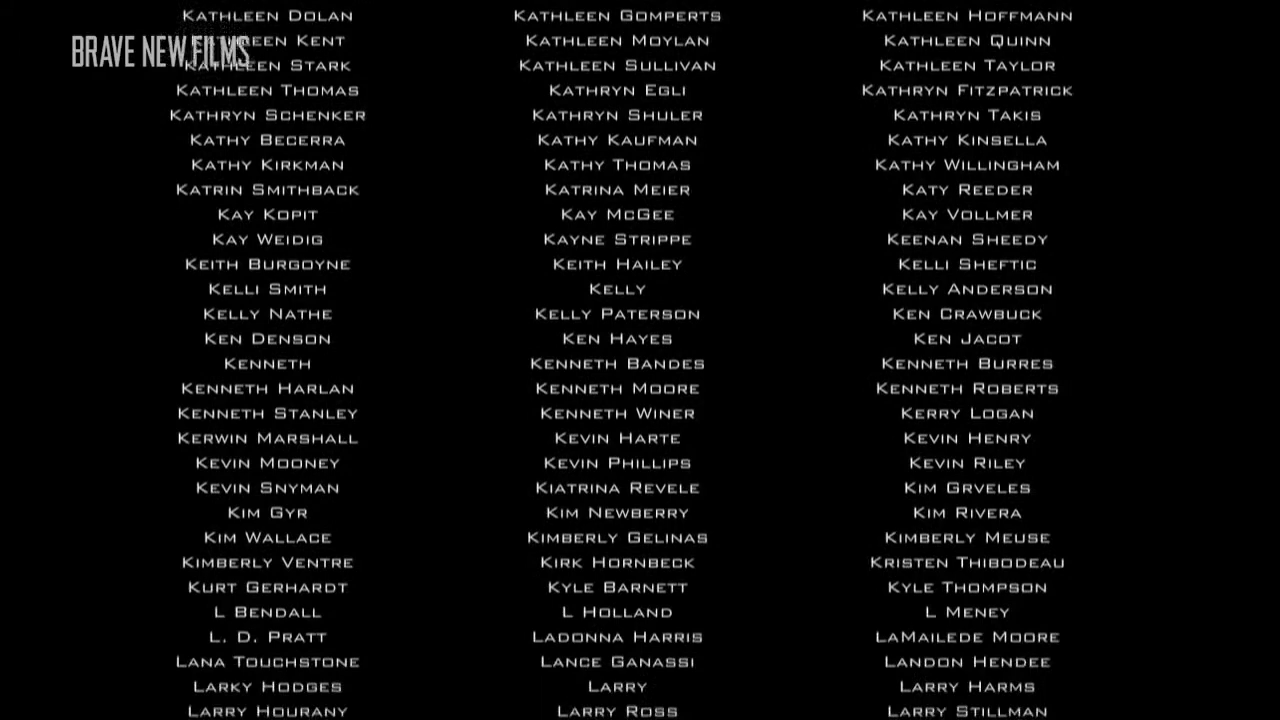 KATHLEEN DOLAN KATHLEEN GOMPERTS KATHLEEN HOFFMANN
BRAVE NEW FILMS
KENT KATHLEEN MOYLAN KATHLEEN QUINN
KATHLEEN STARK KATHLEEN SULLIVAN KATHLEEN TAYLOR
KATHLEEN THOMAS KATHRYN EGLI KATHRYN FITZPATRICK
KATHRYN SCHENKER KATHRYN SHULER KATHRYN TAKIS
KATHY BECERRA KATHY KAUFMAN KATHY KINSELLA
KATHY KIRKMAN KATHY THOMAS KATHY WILLINGHAM
KATRIN SMITHBACK KATRINA MEIER KATY REEDER
KAY KOPIT KAY MCGEE KAY VOLLMER
KAY WEIDIG KAYNE STRIPPE KEENAN SHEEDY
KEITH BURGOYNE KEITH HAILEY KELLI SHEFTIC
KELLI SMITH KELLY KELLY ANDERSON
KELLY NATHE KELLY PATERSON KEN CRAWBUCK
KEN DENSON KEN HAYES KEN JACOT
KENNETH KENNETH BANDES KENNETH BURRES
KENNETH HARLAN KENNETH MOORE KENNETH ROBERTS
KENNETH STANLEY KENNETH WINER KERRY LOGAN
KERWIN MARSHALL KEVIN HARTE KEVIN HENRY
KEVIN MOONEY KEVIN PHILLIPS KEVIN RILEY
KEVIN SNYMAN KIATRINA REVELE KIM GRVELES
KIM GYR KIM NEWBERRY KIM RIVERA
KIM WALLACE KIMBERLY GELINAS KIMBERLY MEUSE
KIMBERLY VENTRE KIRK HORNBECK KRISTEN THIBODEAU
KURT GERHARDT KYLE BARNETT KYLE THOMPSON
L BENDALL L HOLLAND L MENEY
L. D. PRATT LADONNA HARRIS LAMAILEDE MOORE
LANA TOUCHSTONE LANCE GANASSI LANDON HENDEE
LARKY HODGES LARRY LARRY HARMS
LARRY HOURANY LARRY ROSS LARRY STILLMAN